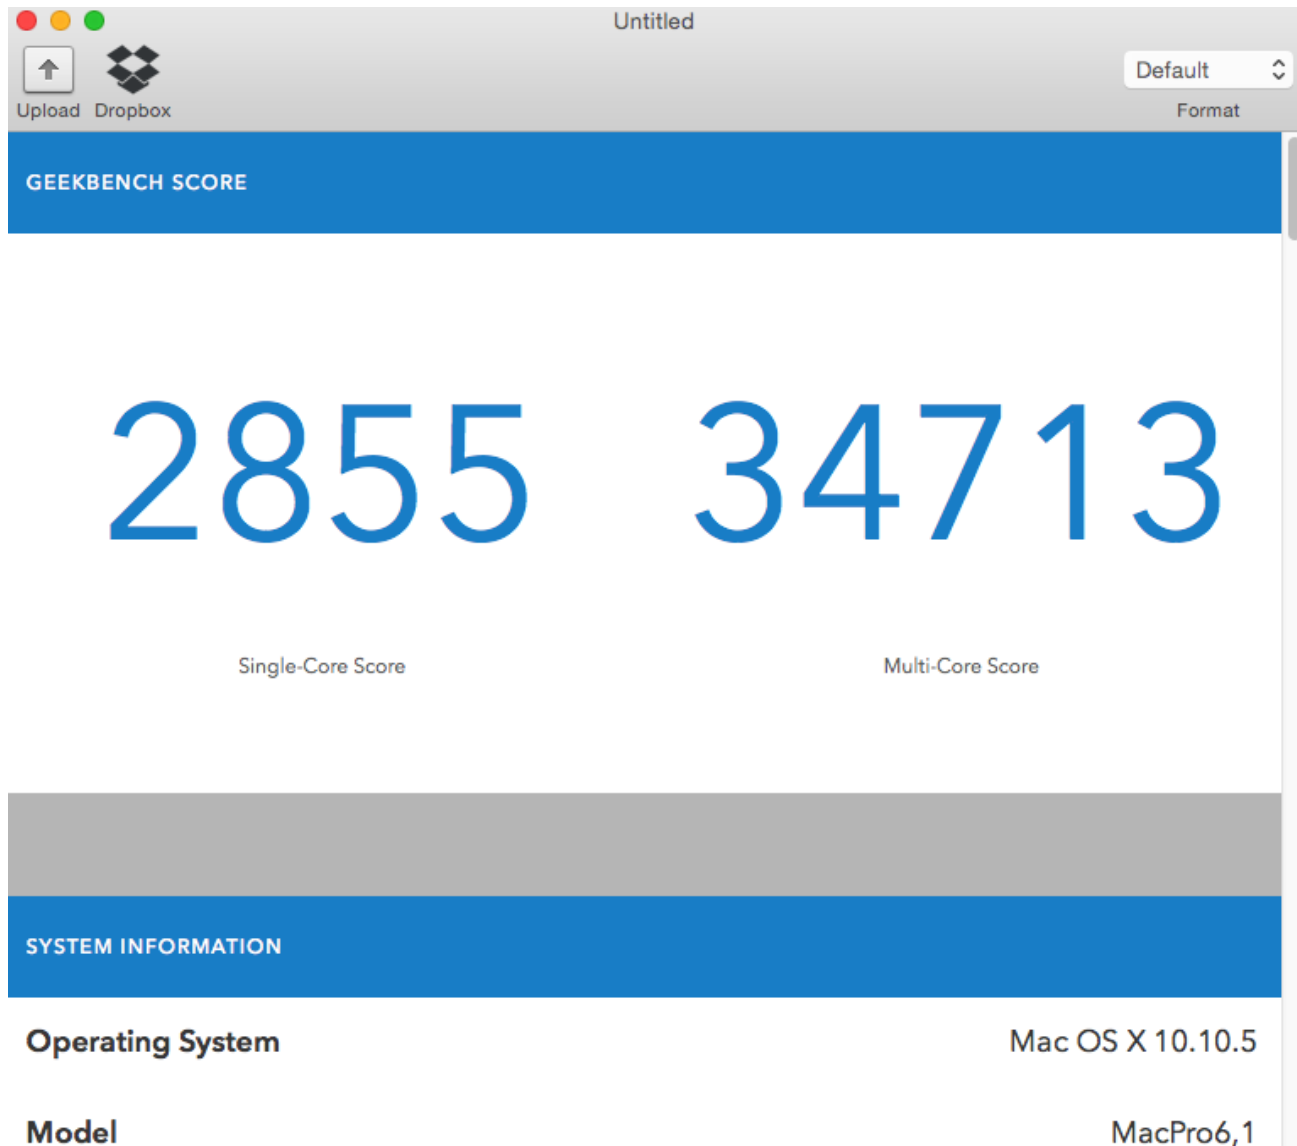 Untitled
Default
Upload Dropbox
Format
GEEKBENCH SCORE
2855 34713
Single-Core Score Multi-Core Score
SYSTEM INFORMATION
Operating System Mac OS X 10.10.5
Model MacPro6,1